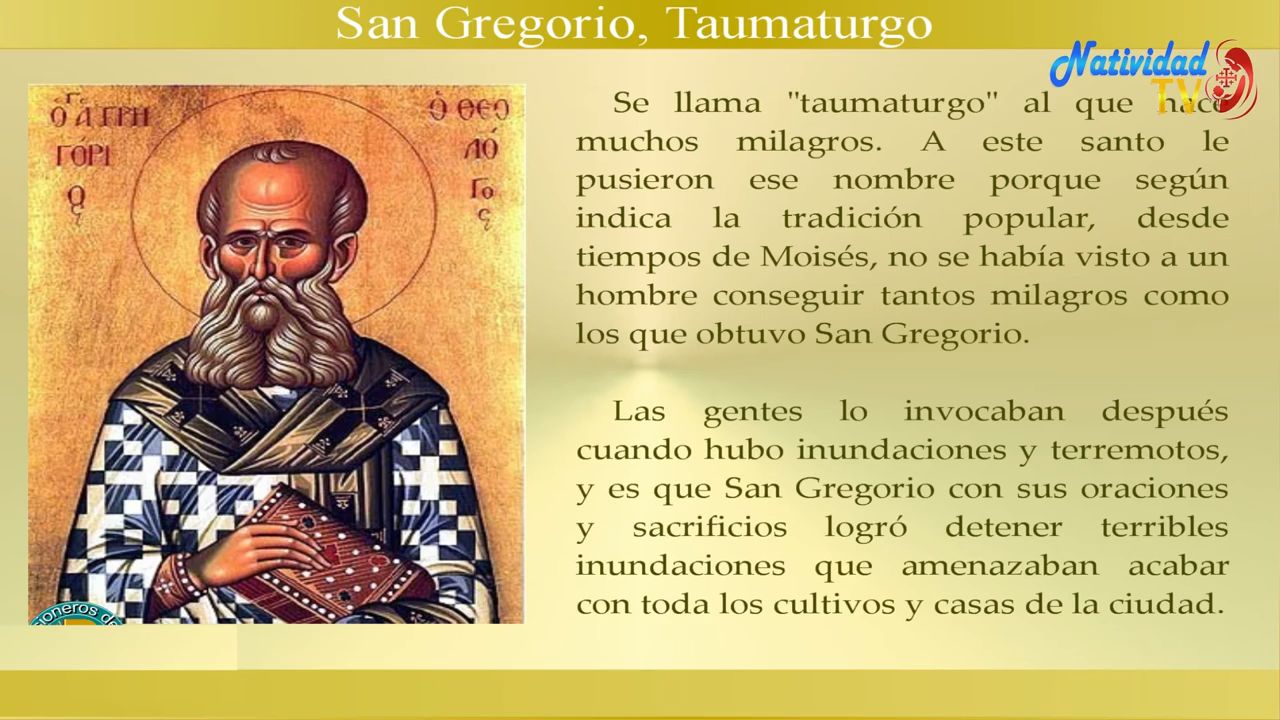 San Gregorio, Taumaturgo
Natividad
TV
Se llama "taumaturgo" al que hace
muchos milagros. A este santo le
pusieron ese nombre porque según
indica la tradición popular, desde
tiempos de Moisés, no se había visto a un
hombre conseguir tantos milagros como
los que obtuvo San Gregorio.
Las gentes lo invocaban después
cuando hubo inundaciones y terremotos,
y es que San Gregorio con sus oraciones
y sacrificios logró detener terribles
inundaciones que amenazaban acabar
con toda los cultivos y casas de la ciudad.
ὁ ἅ ΓΡΗ
ΓΌΡΙ
Ο
ς
ὁ ΘΕΟ
ΛΌ
Γο
ς